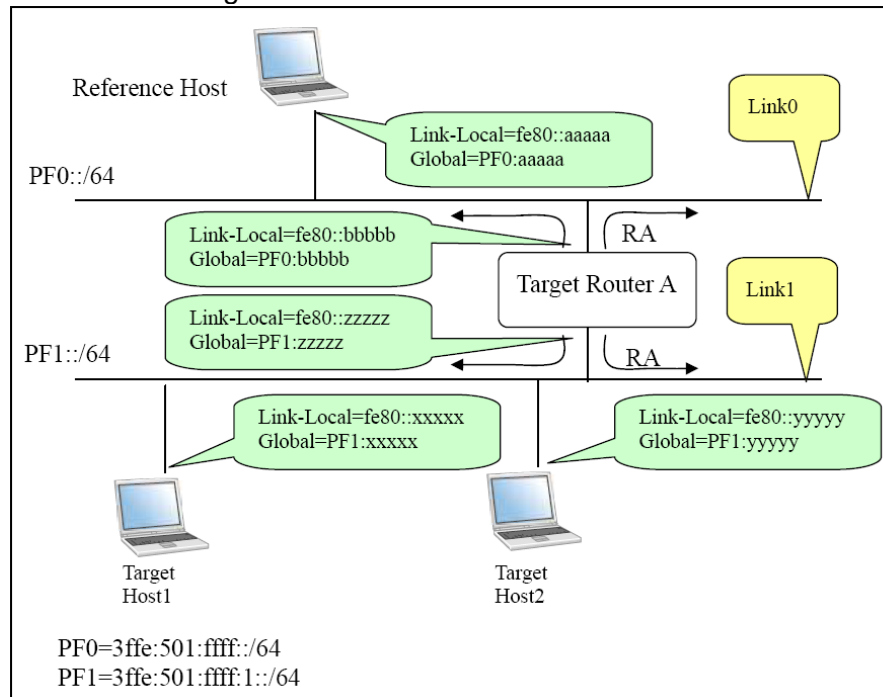 Reference Host
Link0
Link-Local=fe80::aaaaa
Global=PF0:aaaaa
PF0::/64
Link-Local=fe80::bbbbb
Global=PF0:bbbbb
RA
Target Router A
Link1
Link-Local=fe80::zzzzz
Global=PF1:zzzzz
PF1::/64
RA
Link-Local=fe80::xxxxx
Global=PF1:xxxxx
Link-Local=fe80::yyyyy
Global=PF1:yyyyy
Target
Host1
Target
Host2
PF0=3ffe:501:ffff::/64
PF1=3ffe:501:ffff:1::/64